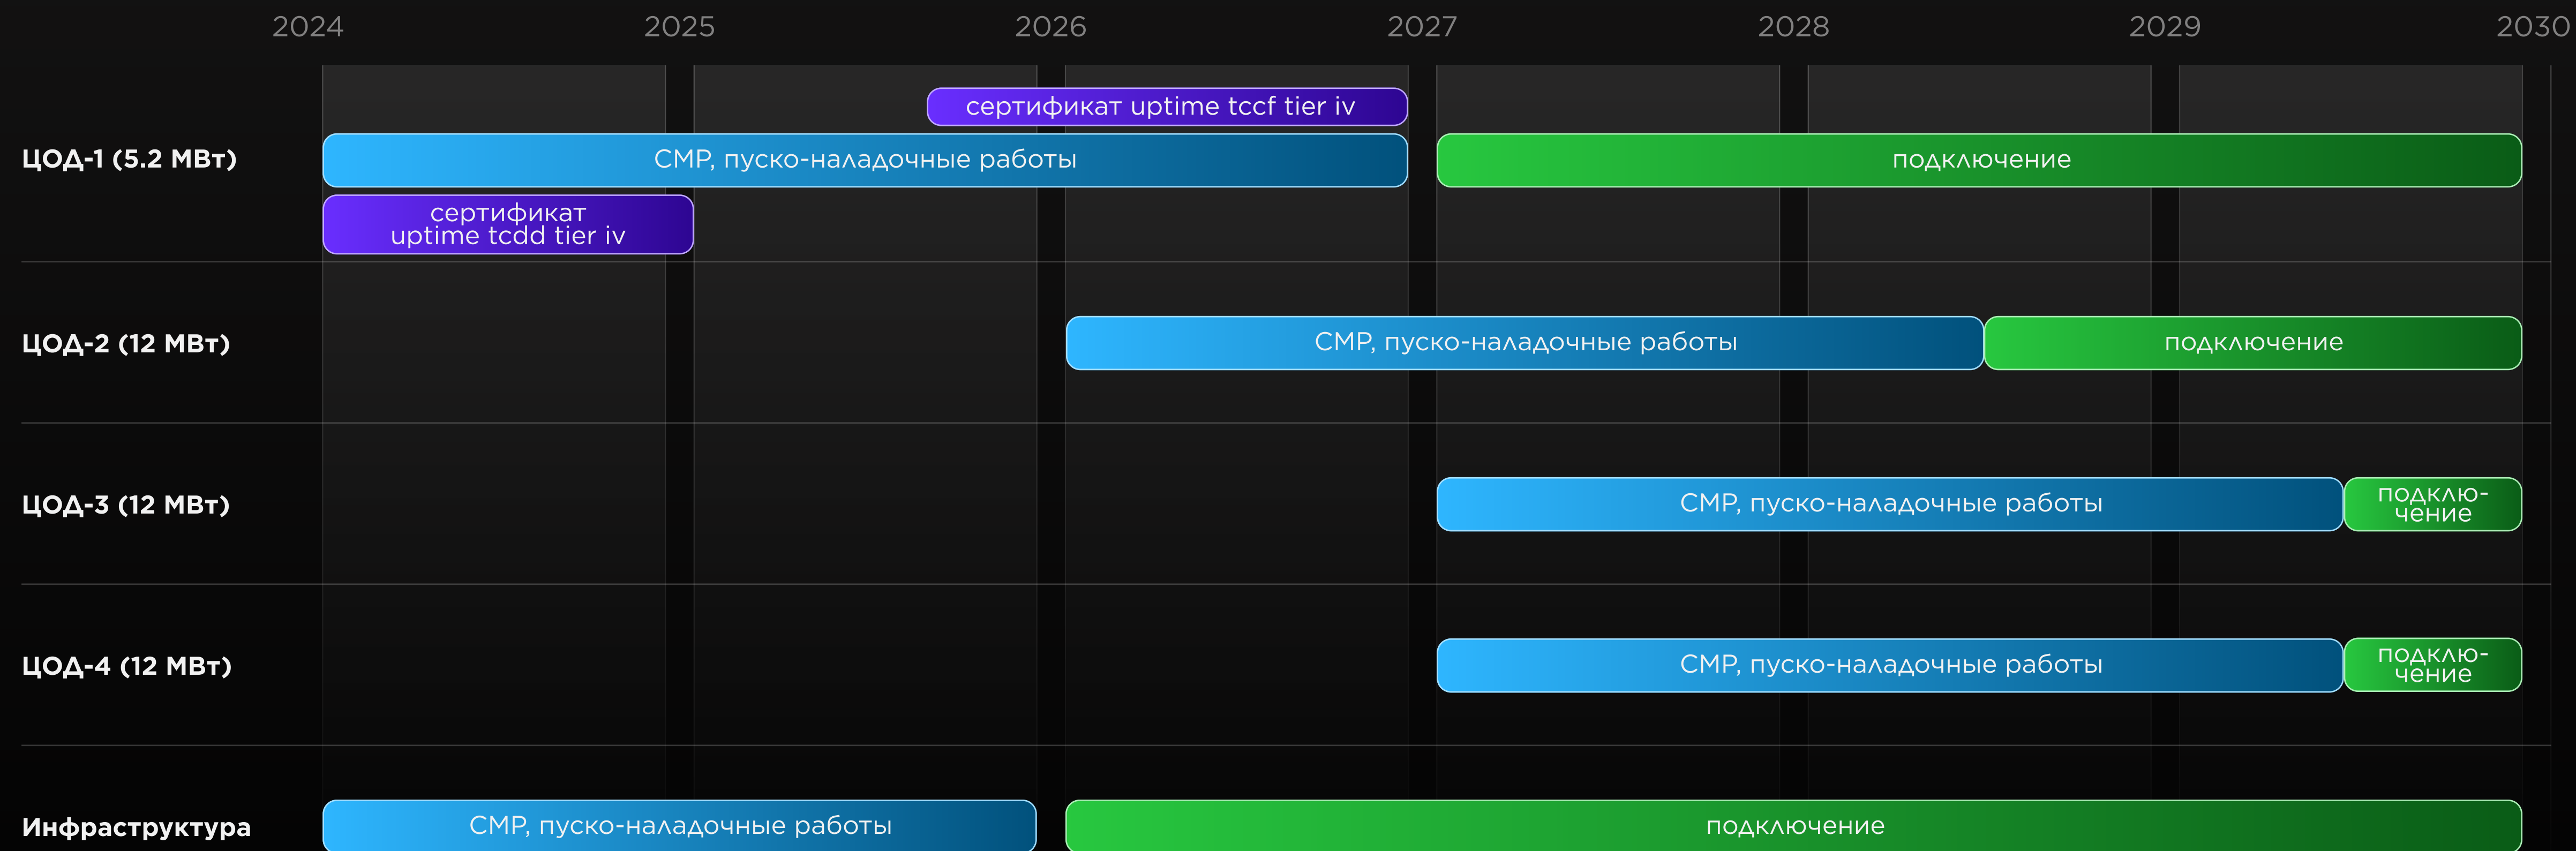 2024 2025 2026 2027 2028 2029 2030
сертификат uptime tccf tier iv
ЦОД-1 (5.2 МВт) СМР, пуско-наладочные работы подключение
сертификат
uptime tcdd tier iv
ЦОД-2 (12 МВт) СМР, пуско-наладочные работы подключение
ЦОД-3 (12 МВт) СМР, пуско-наладочные работы подклю-
чение
ЦОД-4 (12 МВт) СМР, пуско-наладочные работы подклю-
чение
Инфраструктура СМР, пуско-наладочные работы подключение